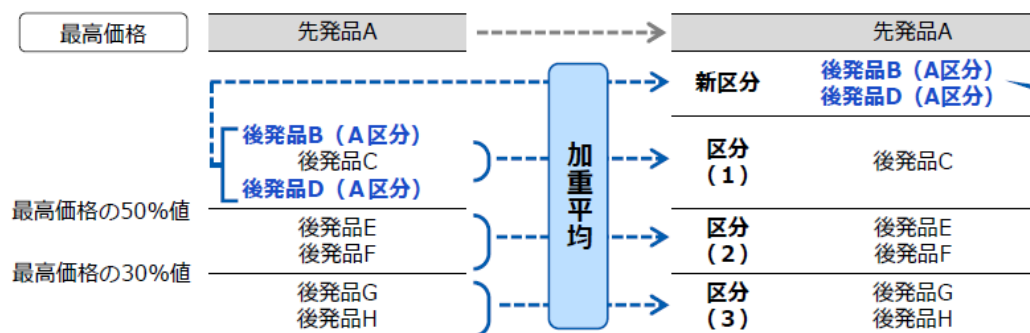 最高価格
先発品A
先発品A
新区分
後発品B（A区分）
後発品D（A区分）
後発品B（A区分）
後発品C
後発品D（A区分）
加重平均
区分
（1）
後発品C
最高価格の50%値
後発品E
後発品F
区分
（2）
後発品E
後発品F
最高価格の30%値
後発品G
後発品H
区分
（3）
後発品G
後発品H